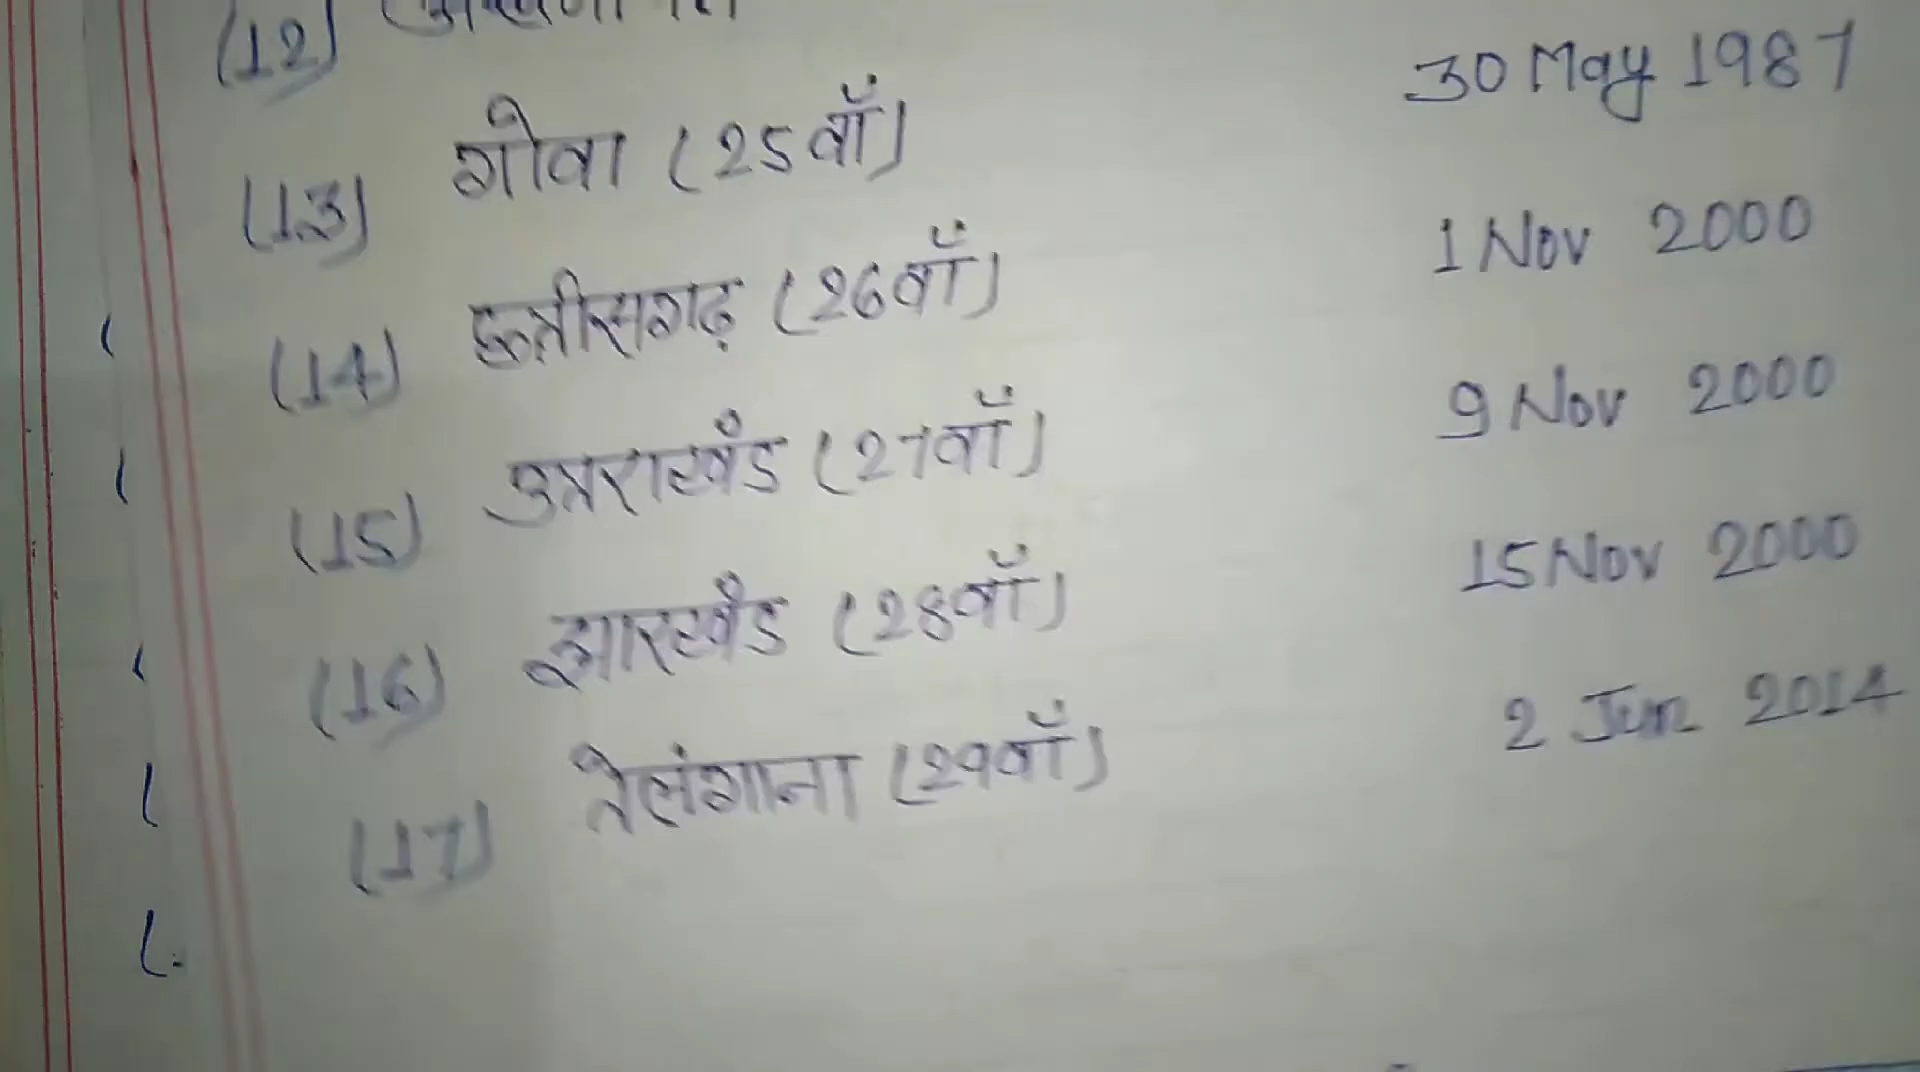 (12)
(13) गोवा (25वाँ) 30 May 1987
(14) छत्तीसगढ़ (26वाँ) 1 Nov 2000
(15) उत्तराखंड (27वाँ) 9 Nov 2000
(16) झारखंड (28वाँ) 15 Nov 2000
(17) तेलंगाना (29वाँ) 2 Jun 2014